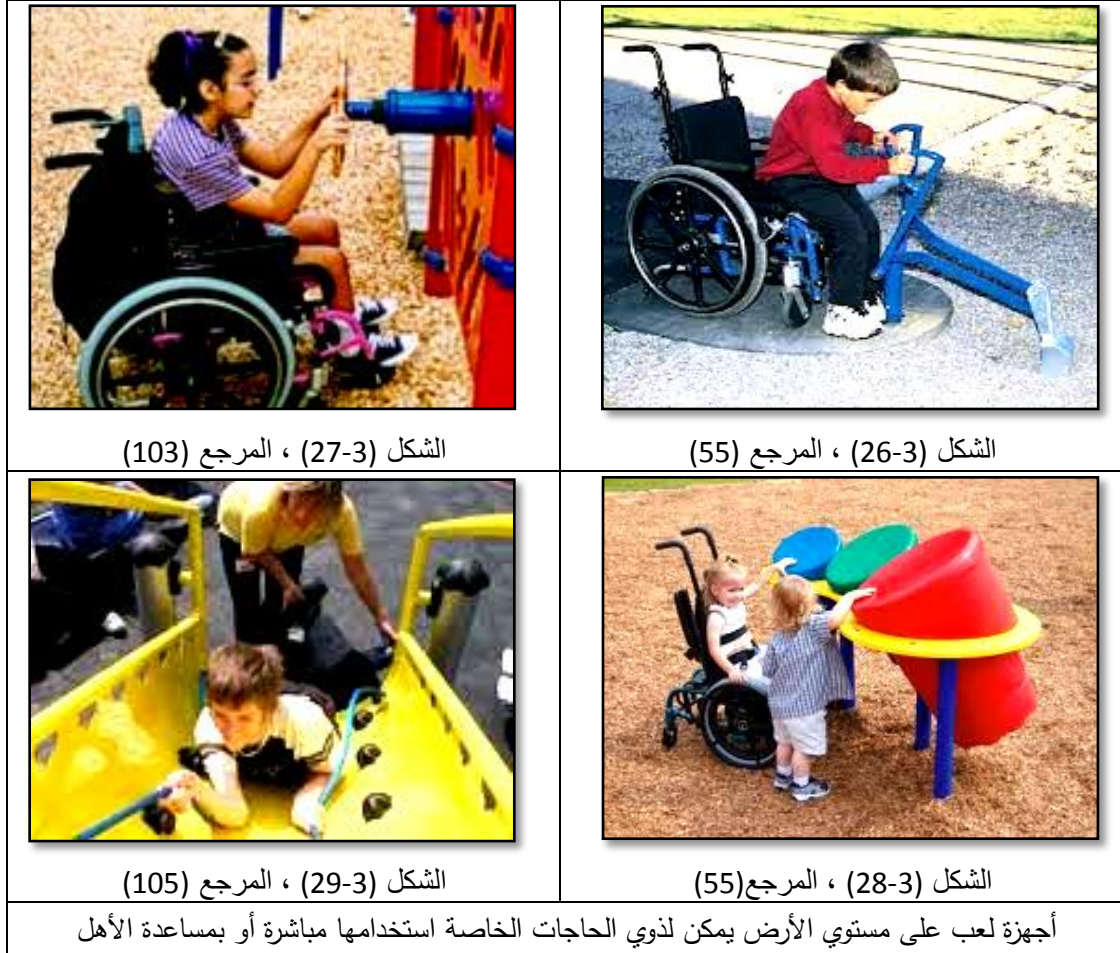 الشكل (3-26) ، المرجع (55)
الشكل (3-27) ، المرجع (103)
الشكل (3-28) ، المرجع(55)
الشكل (3-29) ، المرجع (105)
أجهزة لعب على مستوي الأرض يمكن لذوي الحاجات الخاصة استخدامها مباشرة أو بمساعدة الأهل